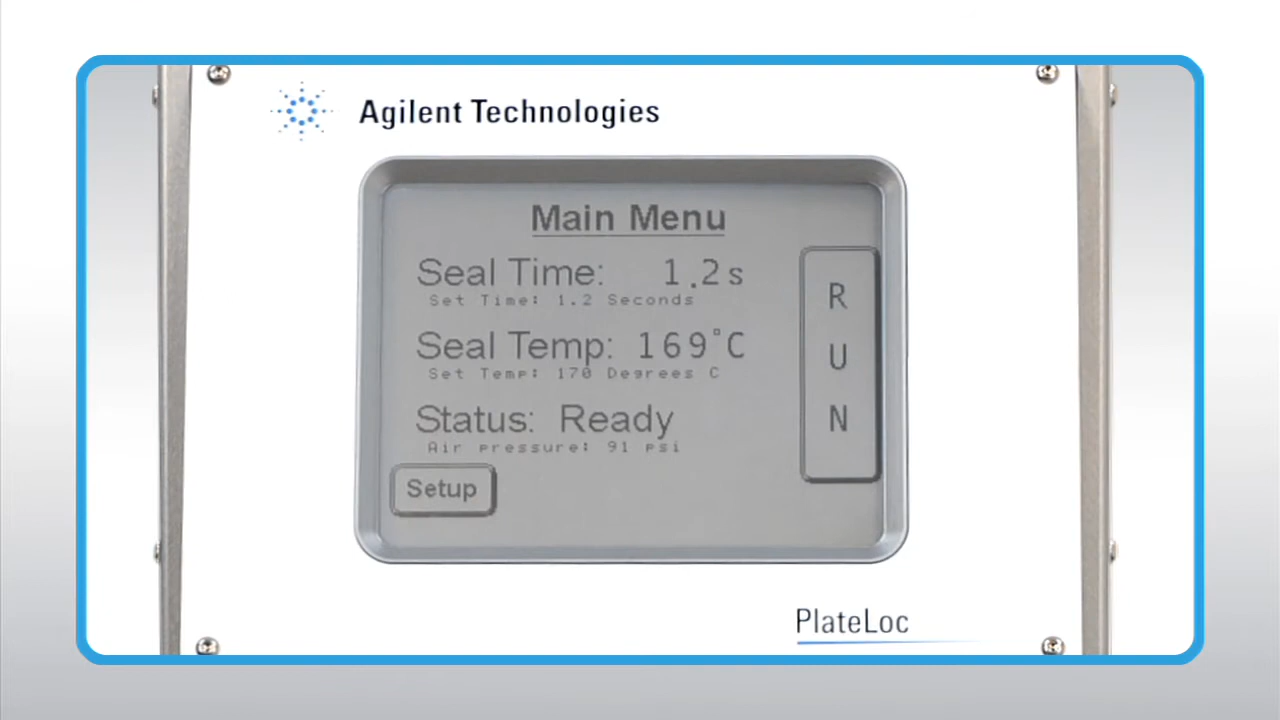 Agilent Technologies
Main Menu
Seal Time: 1.2s
Set Time: 1.2 Seconds
Seal Temp: 169°C
Set Temp: 170 Degrees C
Status: Ready
Air pressure: 91 psi
Setup
RUN
PlateLoc